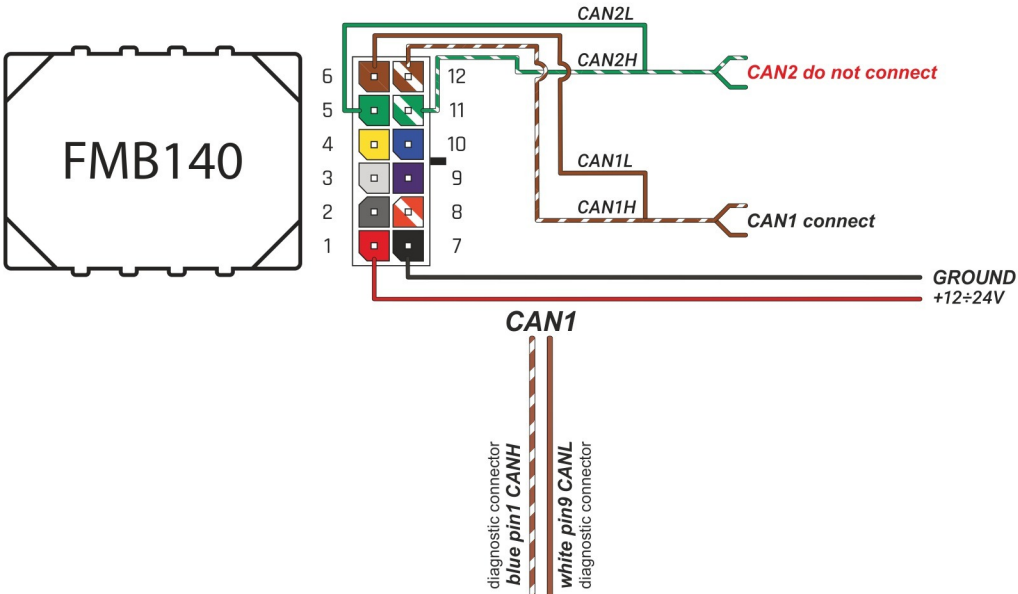 CAN2L
CAN2H
CAN2 do not connect
FMB140
6 12
5 11
4 10
3 9
2 8
1 7
CAN1L
CAN1H
CAN1 connect
GROUND
+12÷24V
CAN1
diagnostic connector
blue pin1 CANH
white pin9 CANL
diagnostic connector